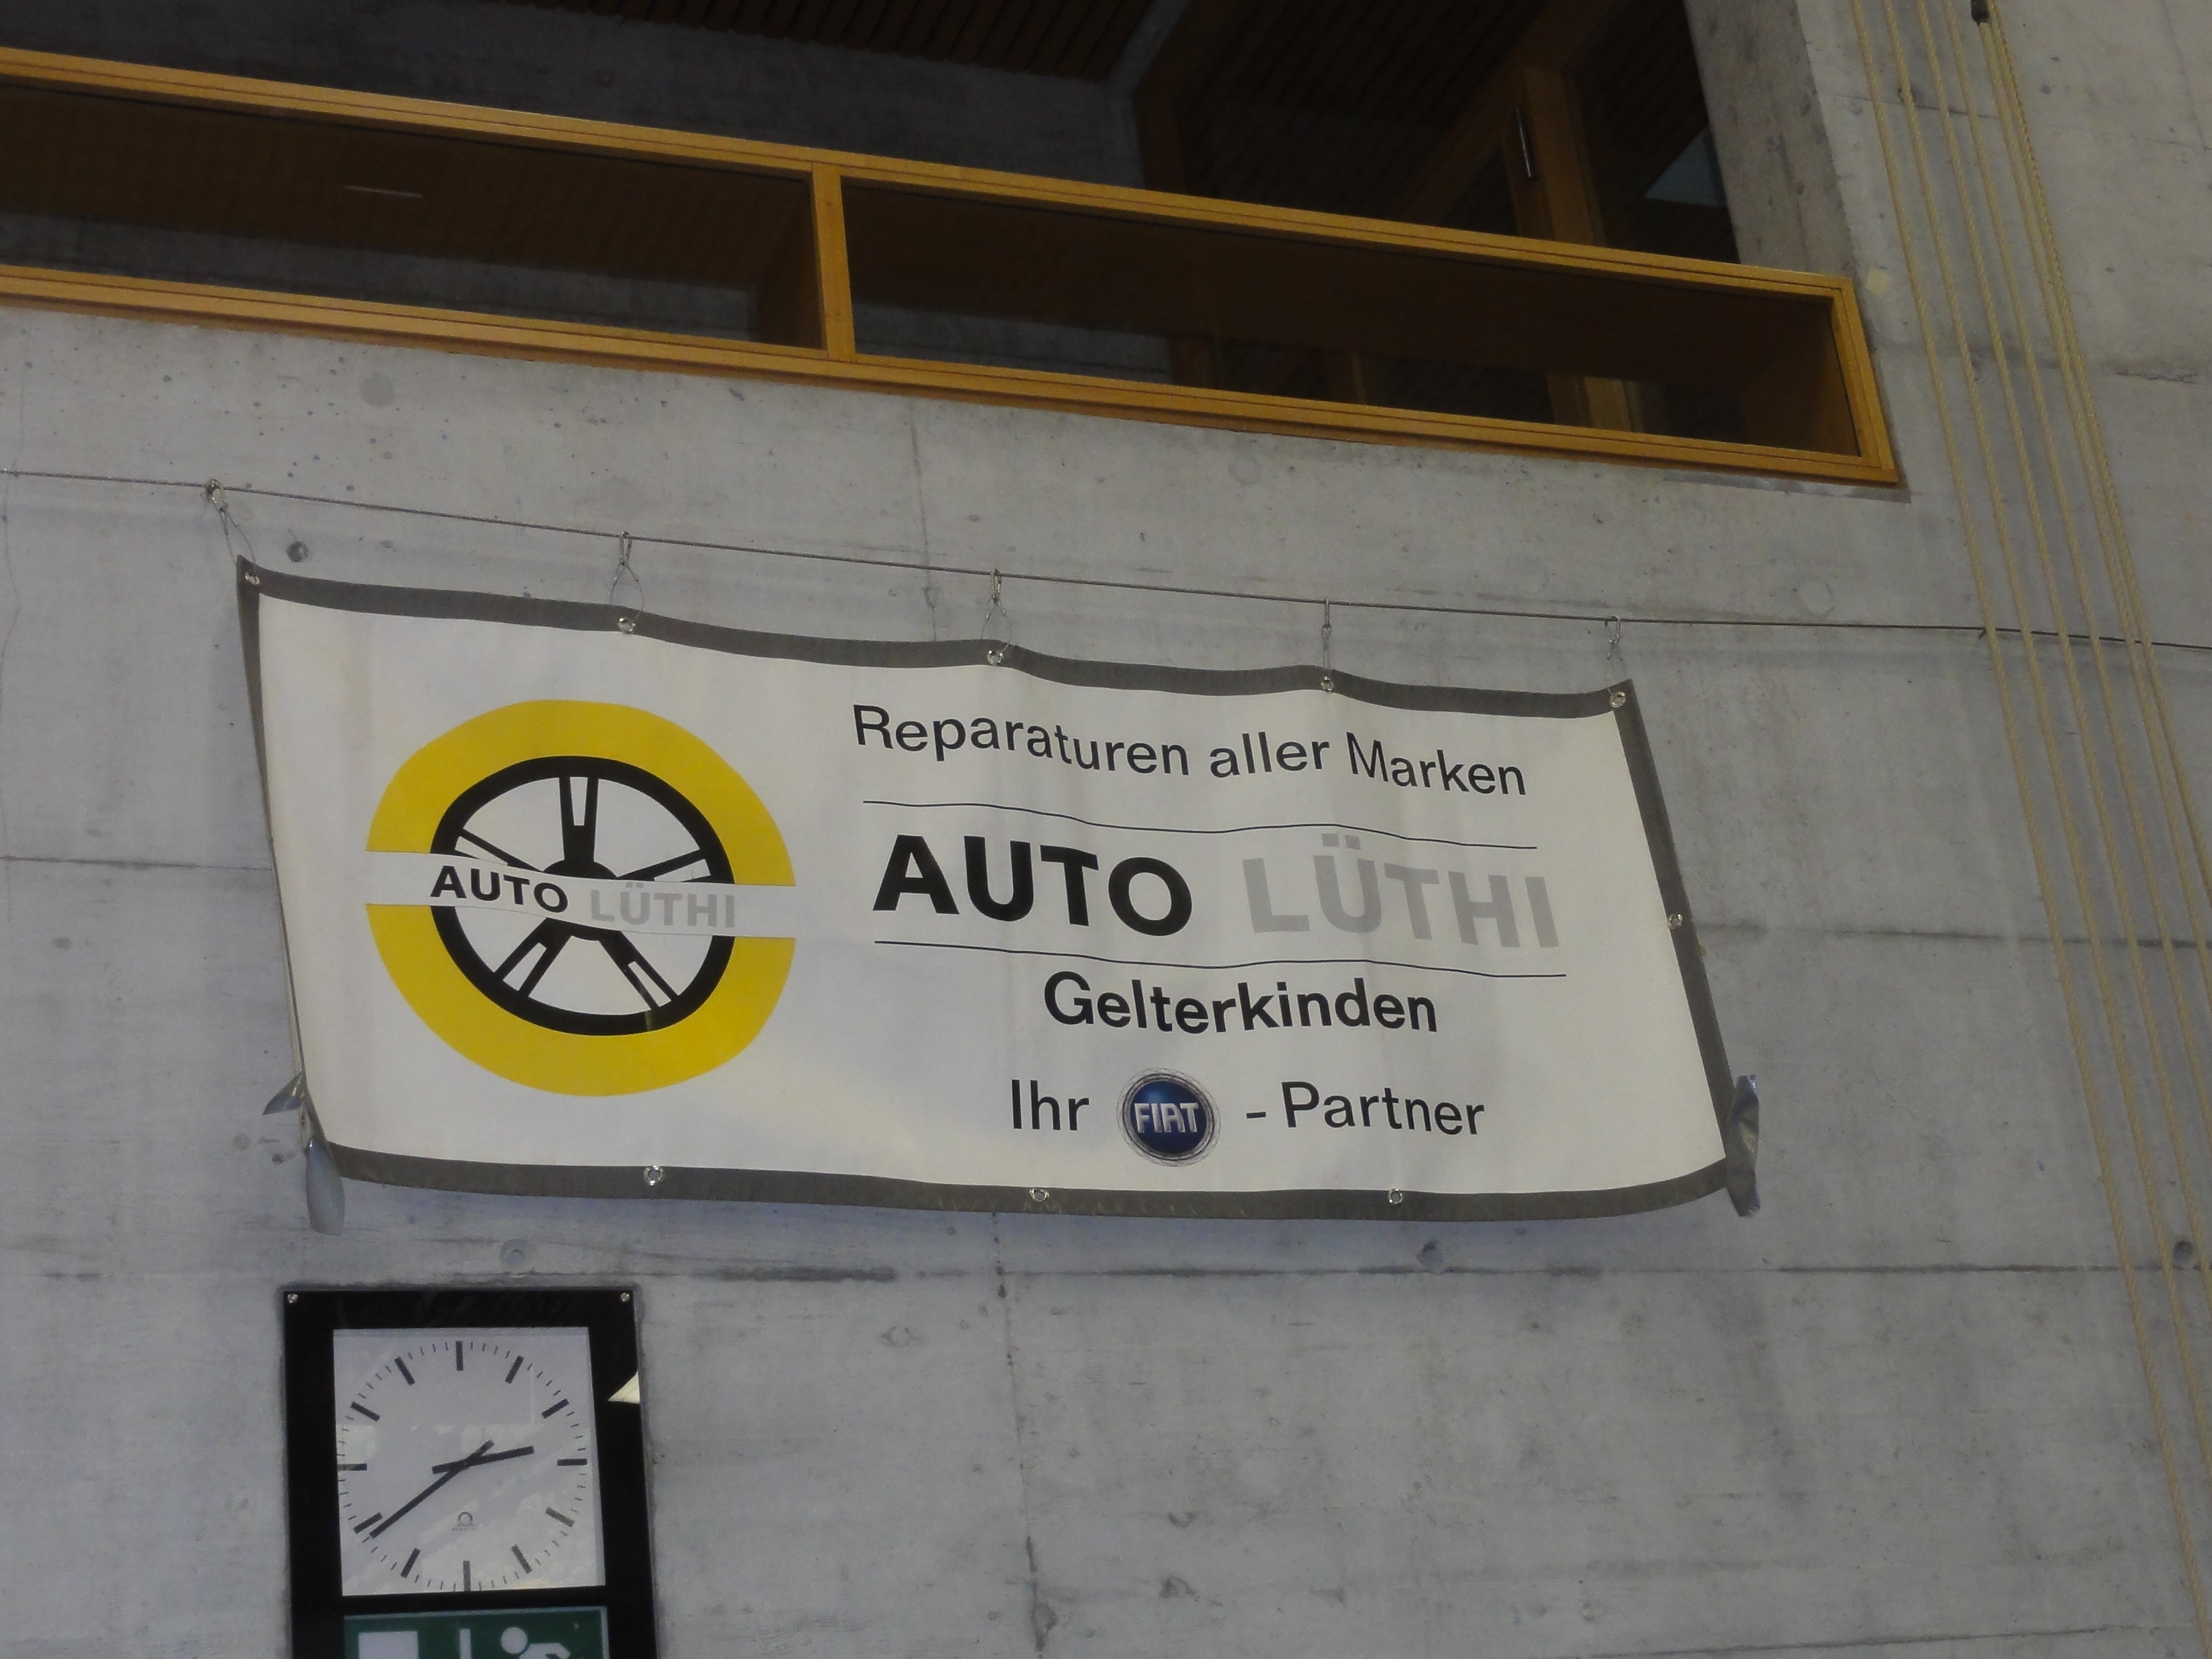 Reparaturen aller Marken
AUTO LÜTHI
AUTO LÜTHI
Gelterkinden
Ihr FIAT - Partner